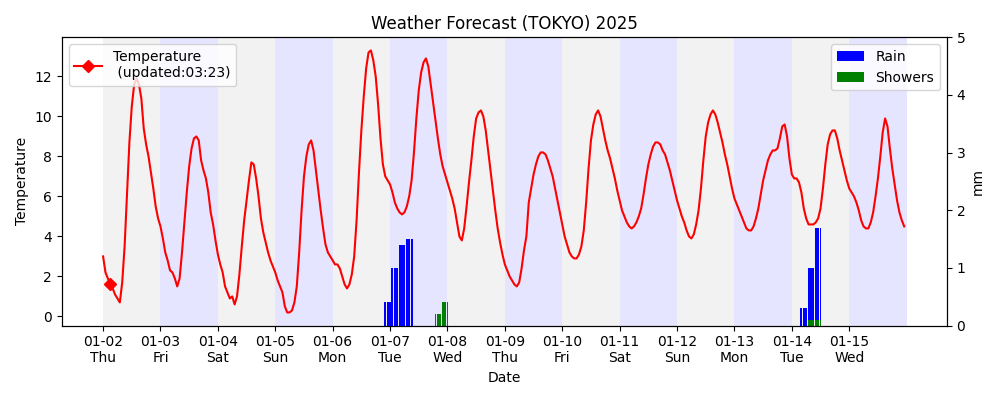 Weather Forecast (TOKYO) 2025
Temperature
(updated:03:23)
Rain
Showers
Temperature
12
10
8
6
4
2
0
5
4
3
2
1
0
mm
01-02 01-03 01-04 01-05 01-06 01-07 01-08 01-09 01-10 01-11 01-12 01-13 01-14 01-15
Thu Fri Sat Sun Mon Tue Wed Thu Fri Sat Sun Mon Tue Wed
Date